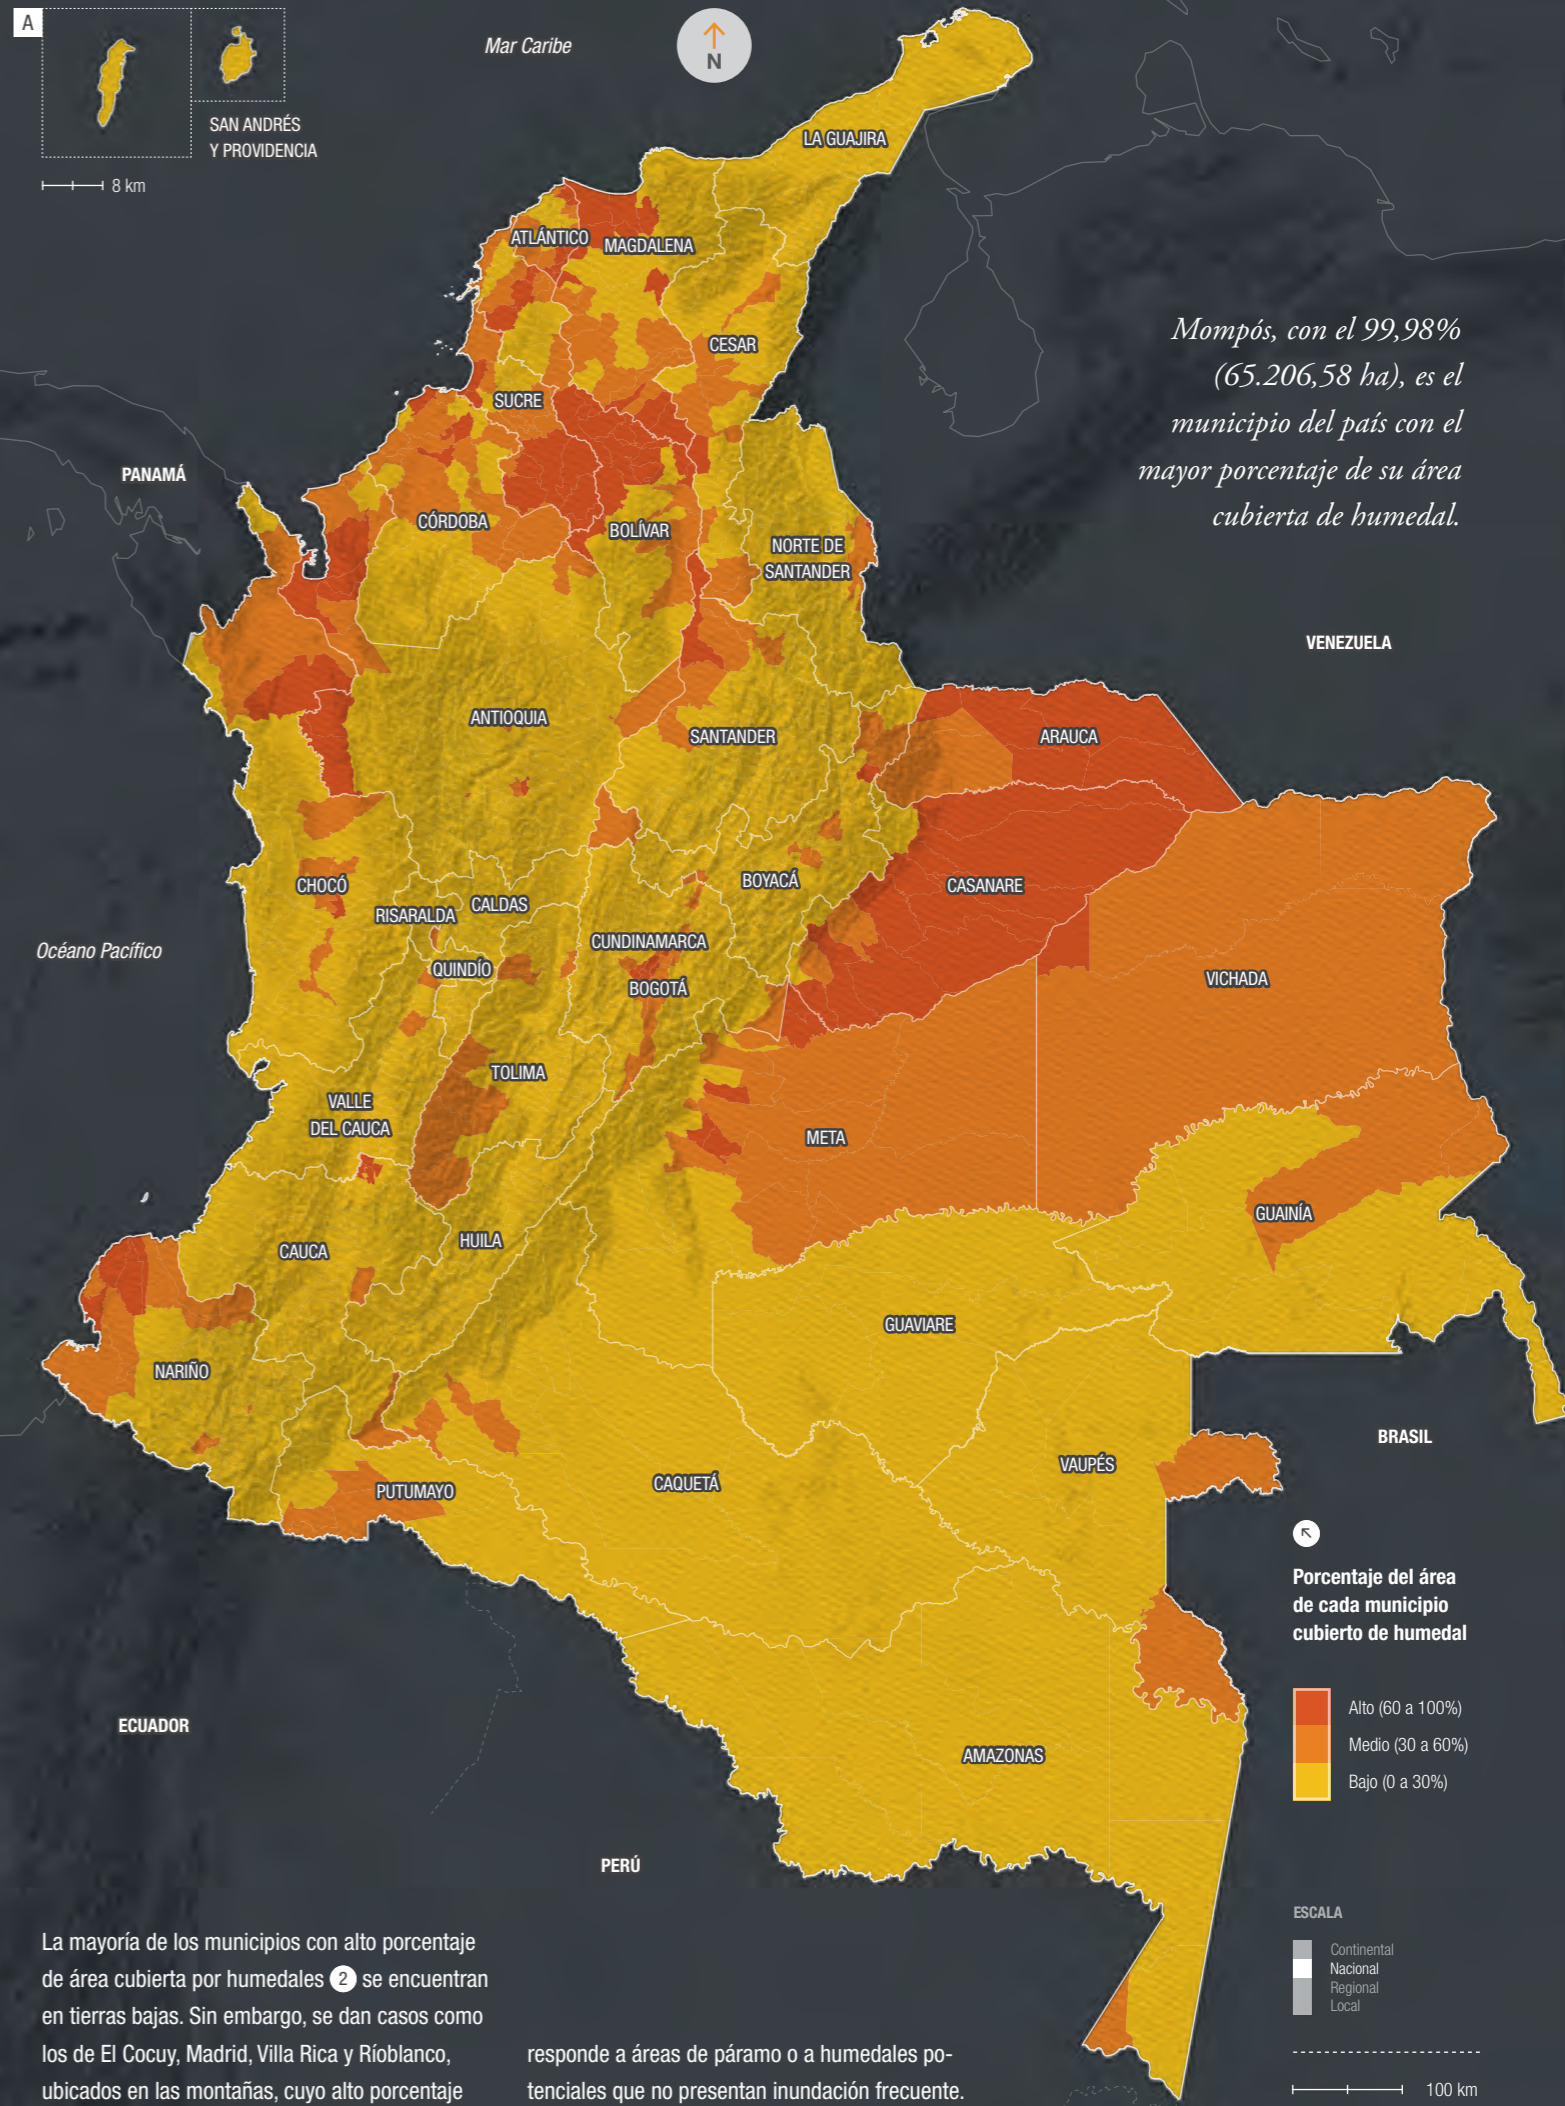 A
Mar Caribe
N
SAN ANDRÉS
Y PROVIDENCIA
8 km
LA GUAJIRA
ATLÁNTICO
MAGDALENA
CESAR
Mompós, con el 99,98%
(65.206,58 ha), es el
municipio del país con el
mayor porcentaje de su área
cubierta de humedal.
SUCRE
PANAMÁ
CÓRDOBA
BOLÍVAR
NORTE DE
SANTANDER
VENEZUELA
ANTIOQUIA
SANTANDER
ARAUCA
CHOCÓ
BOYACÁ
CASANARE
RISARALDA
CALDAS
Océano Pacífico
CUNDINAMARCA
QUINDÍO
BOGOTÁ
VICHADA
TOLIMA
VALLE
DEL CAUCA
META
GUAINÍA
CAUCA
HUILA
GUAVIARE
NARIÑO
BRASIL
VAUPÉS
CAQUETÁ
PUTUMAYO
Porcentaje del área
de cada municipio
cubierto de humedal
Alto (60 a 100%)
Medio (30 a 60%)
Bajo (0 a 30%)
ECUADOR
AMAZONAS
PERÚ
ESCALA
Continental
Nacional
Regional
Local
100 km
La mayoría de los municipios con alto porcentaje
de área cubierta por humedales 2 se encuentran
en tierras bajas. Sin embargo, se dan casos como
los de El Cocuy, Madrid, Villa Rica y Ríoblanco,
ubicados en las montañas, cuyo alto porcentaje
responde a áreas de páramo o a humedales po-
tenciales que no presentan inundación frecuente.